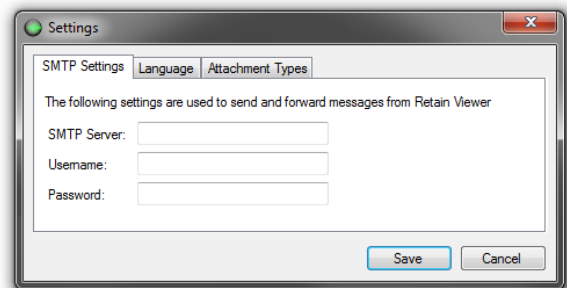 Settings
SMTP Settings Language Attachment Types
The following settings are used to send and forward messages from Retain Viewer
SMTP Server:
Username:
Password:
Save Cancel